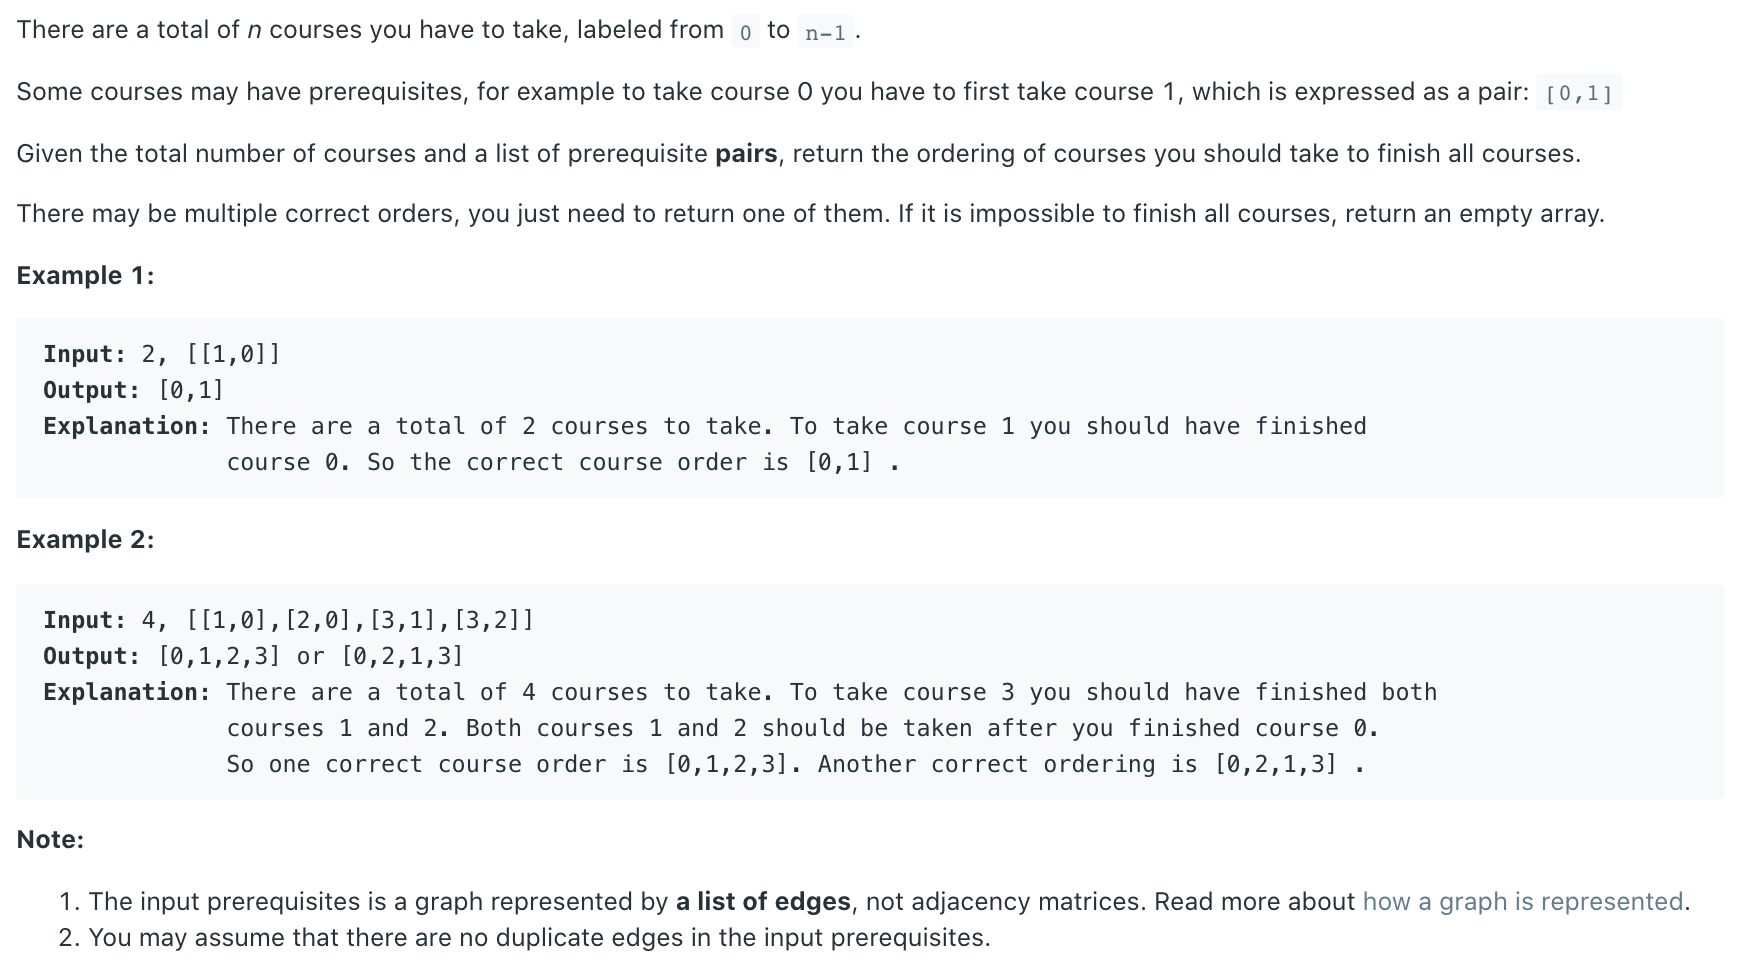 There are a total of n courses you have to take, labeled from 0 to n-1 .
Some courses may have prerequisites, for example to take course 0 you have to first take course 1, which is expressed as a pair: [0,1]
Given the total number of courses and a list of prerequisite pairs, return the ordering of courses you should take to finish all courses.
There may be multiple correct orders, you just need to return one of them. If it is impossible to finish all courses, return an empty array.
Example 1:
Input: 2, [[1,0]]
Output: [0,1]
Explanation: There are a total of 2 courses to take. To take course 1 you should have finished
course 0. So the correct course order is [0,1] .
Example 2:
Input: 4, [[1,0],[2,0],[3,1],[3,2]]
Output: [0,1,2,3] or [0,2,1,3]
Explanation: There are a total of 4 courses to take. To take course 3 you should have finished both
courses 1 and 2. Both courses 1 and 2 should be taken after you finished course 0.
So one correct course order is [0,1,2,3]. Another correct ordering is [0,2,1,3] .
Note:
1. The input prerequisites is a graph represented by a list of edges, not adjacency matrices. Read more about how a graph is represented.
2. You may assume that there are no duplicate edges in the input prerequisites.